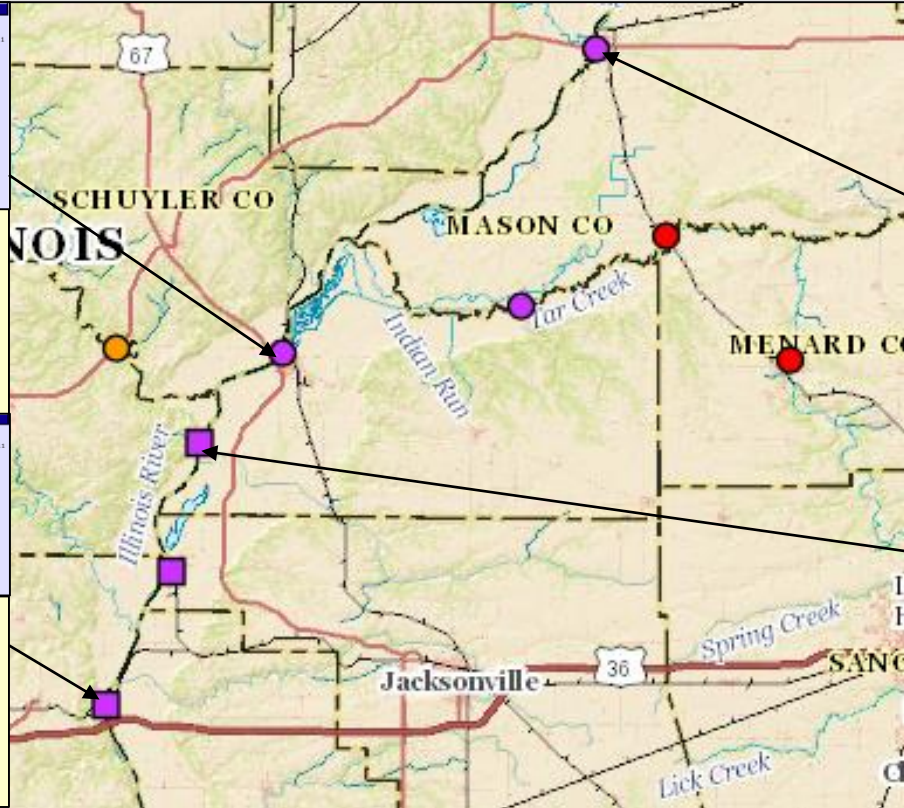 67
SCHUYLER CO
NOIS
MASON CO
Tar Creek
Indian Run
MENARD CO
Illinois River
Spring Creek
36
SANG
Jacksonville
Lick Creek